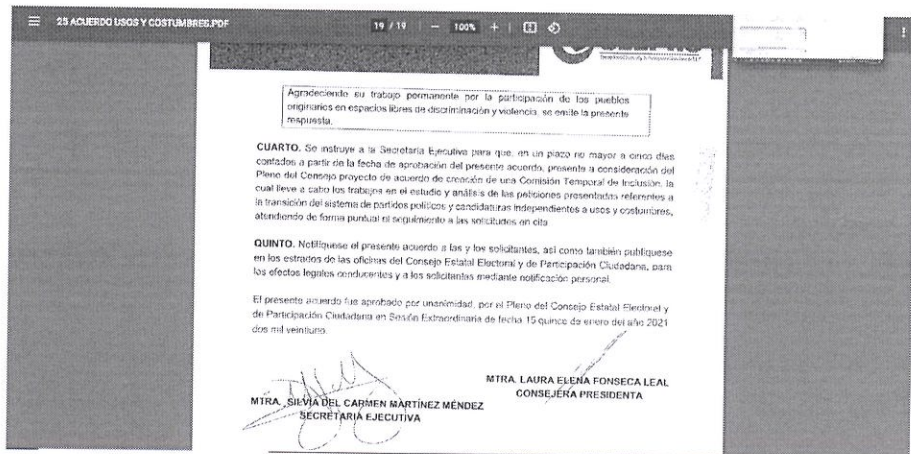 25 ACUERDO USOS Y COSTUMBRES.PDF
19 / 19
100%
Agradeciendo su trabajo permanente por la participación de los pueblos
originarios en espacios libres de discriminación y violencia, se emite la presente
respuesta.
CUARTO. Se instruye a la Secretaría Ejecutiva para que, en un plazo no mayor a cinco días
contados a partir de la fecha de aprobación del presente acuerdo, presente a consideración del
Pleno del Consejo proyecto de acuerdo de creación de una Comisión Temporal de Inclusión, la
cual lleve a cabo los trabajos en el estudio y análisis de las peticiones presentadas referentes a
la transición del sistema de partidos políticos y candidaturas independientes a usos y costumbres,
atendiendo de forma puntual al seguimiento a las solicitudes en cita
QUINTO. Notifíquese el presente acuerdo a las y los solicitantes, así como también publíquese
en los estrados de las oficinas del Consejo Estatal Electoral y de Participación Ciudadana, para
los efectos legales conducentes y a los solicitantes mediante notificación personal.
El presente acuerdo fue aprobado por unanimidad, por el Pleno del Consejo Estatal Electoral y
de Participación Ciudadana en Sesión Extraordinaria de fecha 15 quince de enero del año 2021
dos mil veintiuno.
MTRA. LAURA ELENA FONSECA LEAL
CONSEJERA PRESIDENTA
MTRA. SILVIA DEL CARMEN MARTÍNEZ MÉNDEZ
SECRETARIA EJECUTIVA